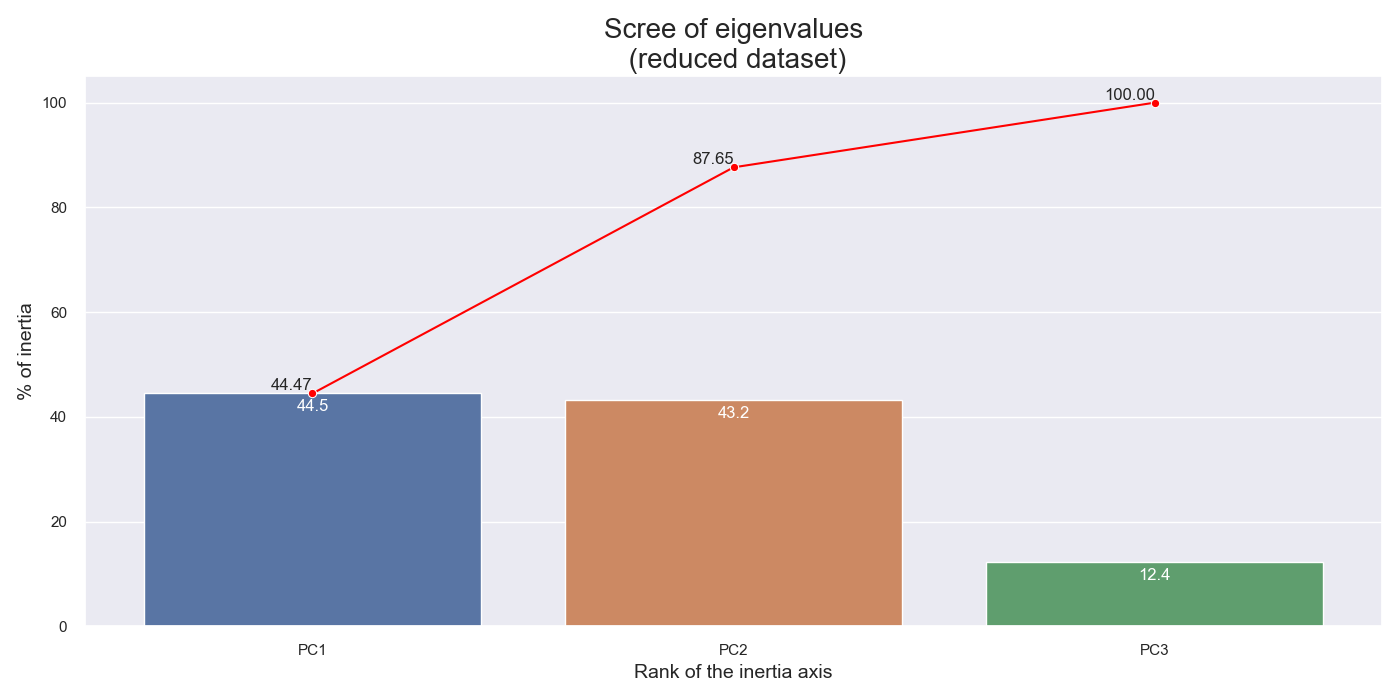 Scree of eigenvalues
(reduced dataset)
100
80
60
40
20
0
% of inertia
44.47
87.65
100.00
44.5
43.2
12.4
PC1
PC2
PC3
Rank of the inertia axis